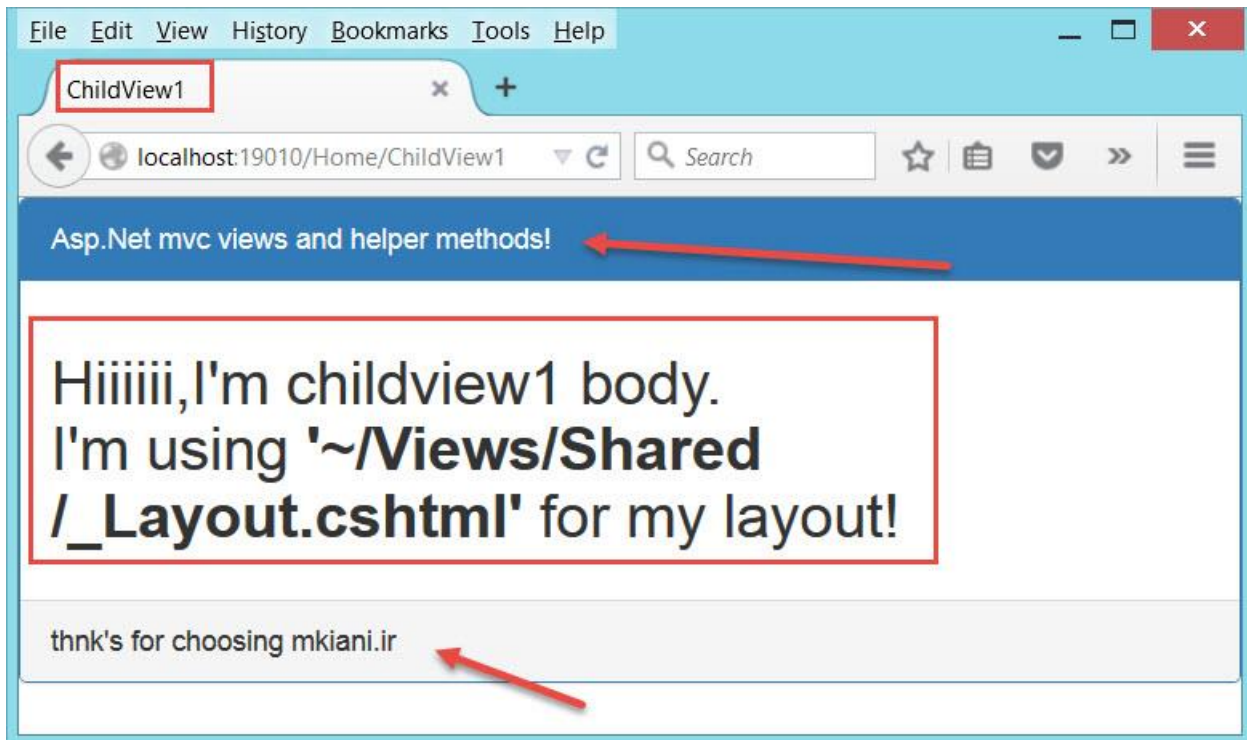 File Edit View History Bookmarks Tools Help
ChildView1
localhost:19010/Home/ChildView1 Search
Asp.Net mvc views and helper methods!
Hiiiiii,I'm childview1 body.
I'm using '~/Views/Shared
/_Layout.cshtml' for my layout!
thnk's for choosing mkiani.ir